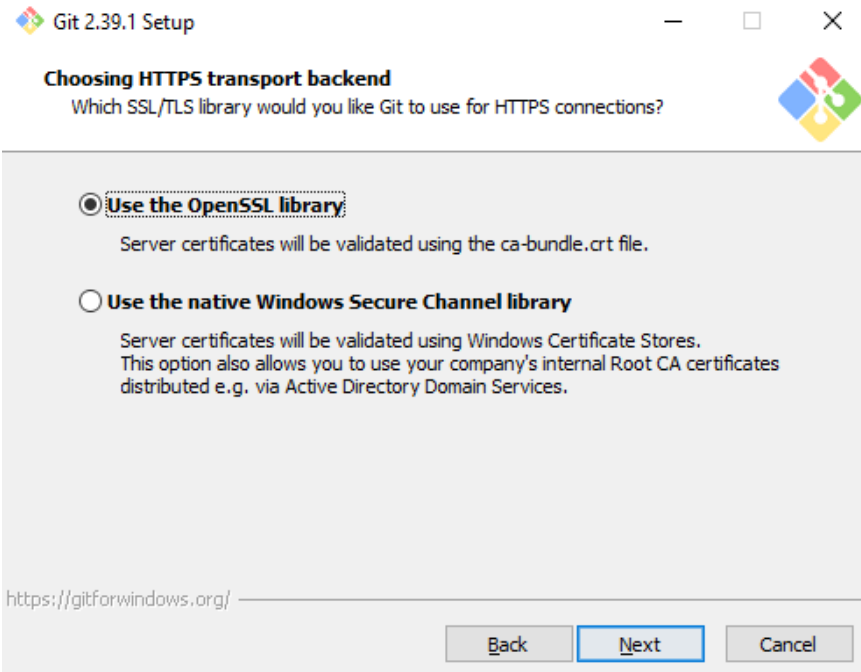 Git 2.39.1 Setup
Choosing HTTPS transport backend
Which SSL/TLS library would you like Git to use for HTTPS connections?
Use the OpenSSL library
Server certificates will be validated using the ca-bundle.crt file.
Use the native Windows Secure Channel library
Server certificates will be validated using Windows Certificate Stores.
This option also allows you to use your company's internal Root CA certificates
distributed e.g. via Active Directory Domain Services.
https://gitforwindows.org/
Back Next Cancel